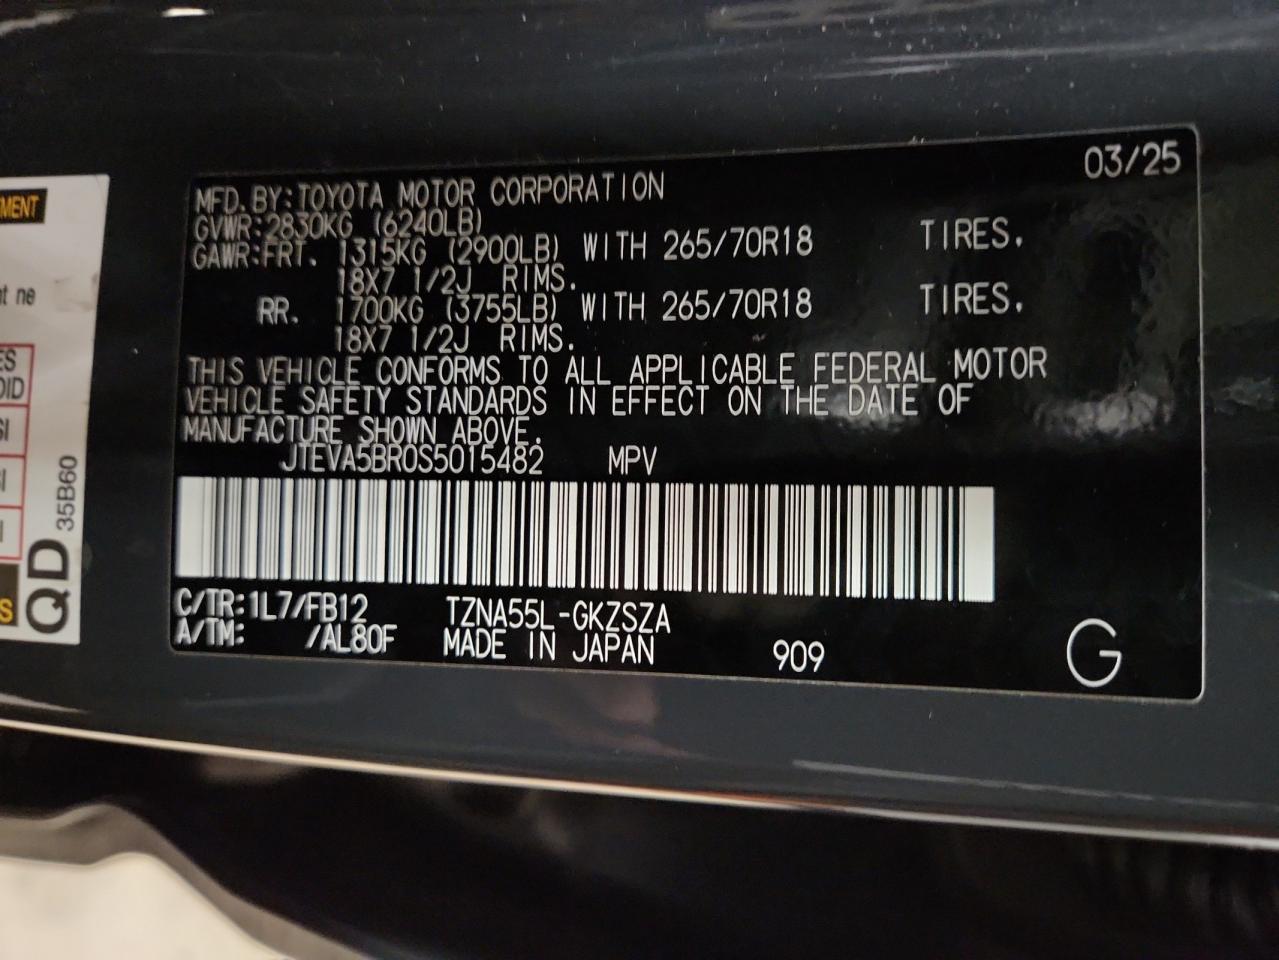 03/25
MFD. BY: TOYOTA MOTOR CORPORATION
GVWR: 2830KG (6240LB)
GAWR: FRT. 1315KG (2900LB) WITH 265/70R18 TIRES.
18X7 1/2J RIMS.
RR. 1700KG (3755LB) WITH 265/70R18 TIRES.
18X7 1/2J RIMS.
THIS VEHICLE CONFORMS TO ALL APPLICABLE FEDERAL MOTOR
VEHICLE SAFETY STANDARDS IN EFFECT ON THE DATE OF
MANUFACTURE SHOWN ABOVE.
JTEVA5BR0S5015482 MPV
C/TR: 1L7/FB12 TZNA55L-GKZSZA
A/TM: /AL80F MADE IN JAPAN 909
G
QD
35B60
ne